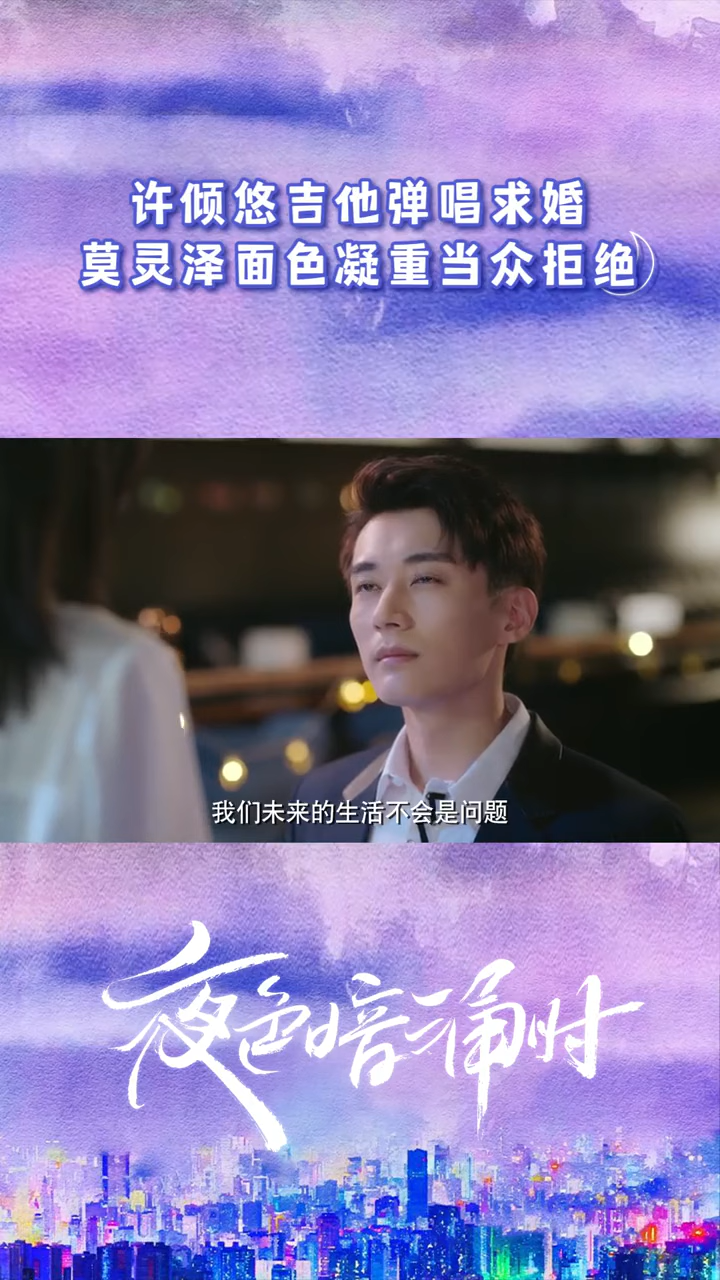 许倾悠吉他弹唱求婚
莫灵泽面色凝重当众拒绝
我们未来的生活不会是问题
夜色暗涌时